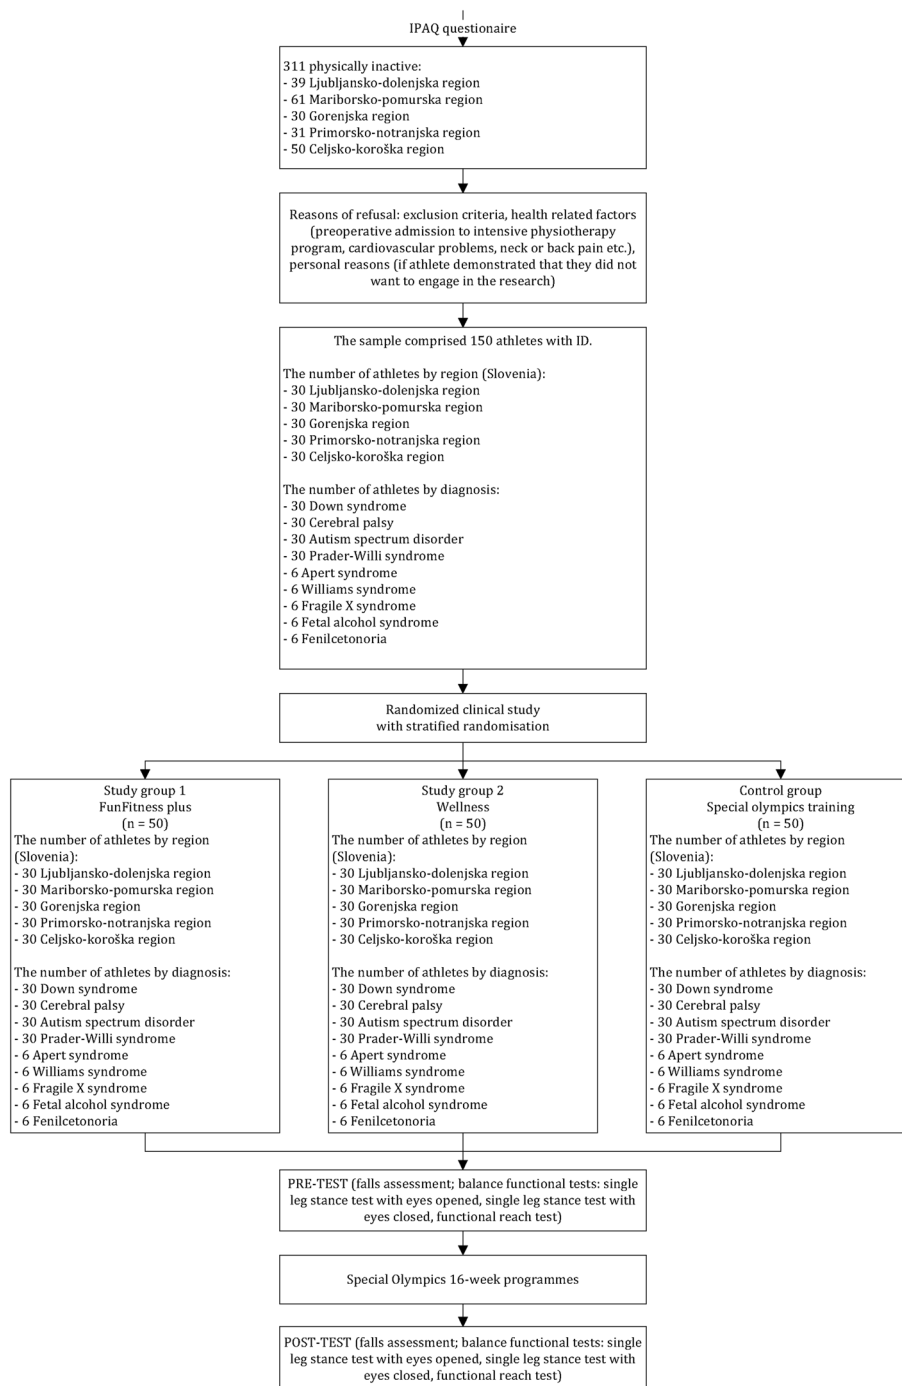 IPAQ questionaire
311 physically inactive:
- 39 Ljubljansko-dolenjska region
- 61 Mariborsko-pomurska region
- 30 Gorenjska region
- 31 Primorsko-notranjska region
- 50 Celjsko-koroška region
Reasons of refusal: exclusion criteria, health related factors
(preoperative admission to intensive physiotherapy
program, cardiovascular problems, neck or back pain etc.),
personal reasons (if athlete demonstrated that they did not
want to engage in the research)
The sample comprised 150 athletes with ID.
The number of athletes by region (Slovenia):
- 30 Ljubljansko-dolenjska region
- 30 Mariborsko-pomurska region
- 30 Gorenjska region
- 30 Primorsko-notranjska region
- 30 Celjsko-koroška region
The number of athletes by diagnosis:
- 30 Down syndrome
- 30 Cerebral palsy
- 30 Autism spectrum disorder
- 30 Prader-Willi syndrome
- 6 Apert syndrome
- 6 Williams syndrome
- 6 Fragile X syndrome
- 6 Fetal alcohol syndrome
- 6 Fenilcetonoria
Randomized clinical study
with stratified randomisation
Study group 1
FunFitness plus
(n = 50)
The number of athletes by region
(Slovenia):
- 30 Ljubljansko-dolenjska region
- 30 Mariborsko-pomurska region
- 30 Gorenjska region
- 30 Primorsko-notranjska region
- 30 Celjsko-koroška region
The number of athletes by diagnosis:
- 30 Down syndrome
- 30 Cerebral palsy
- 30 Autism spectrum disorder
- 30 Prader-Willi syndrome
- 6 Apert syndrome
- 6 Williams syndrome
- 6 Fragile X syndrome
- 6 Fetal alcohol syndrome
- 6 Fenilcetonoria
Study group 2
Wellness
(n = 50)
The number of athletes by region
(Slovenia):
- 30 Ljubljansko-dolenjska region
- 30 Mariborsko-pomurska region
- 30 Gorenjska region
- 30 Primorsko-notranjska region
- 30 Celjsko-koroška region
The number of athletes by diagnosis:
- 30 Down syndrome
- 30 Cerebral palsy
- 30 Autism spectrum disorder
- 30 Prader-Willi syndrome
- 6 Apert syndrome
- 6 Williams syndrome
- 6 Fragile X syndrome
- 6 Fetal alcohol syndrome
- 6 Fenilcetonoria
Control group
Special olympics training
(n = 50)
The number of athletes by region
(Slovenia):
- 30 Ljubljansko-dolenjska region
- 30 Mariborsko-pomurska region
- 30 Gorenjska region
- 30 Primorsko-notranjska region
- 30 Celjsko-koroška region
The number of athletes by diagnosis:
- 30 Down syndrome
- 30 Cerebral palsy
- 30 Autism spectrum disorder
- 30 Prader-Willi syndrome
- 6 Apert syndrome
- 6 Williams syndrome
- 6 Fragile X syndrome
- 6 Fetal alcohol syndrome
- 6 Fenilcetonoria
PRE-TEST (falls assessment; balance functional tests: single
leg stance test with eyes opened, single leg stance test with
eyes closed, functional reach test)
Special Olympics 16-week programmes
POST-TEST (falls assessment; balance functional tests: single
leg stance test with eyes opened, single leg stance test with
eyes closed, functional reach test)